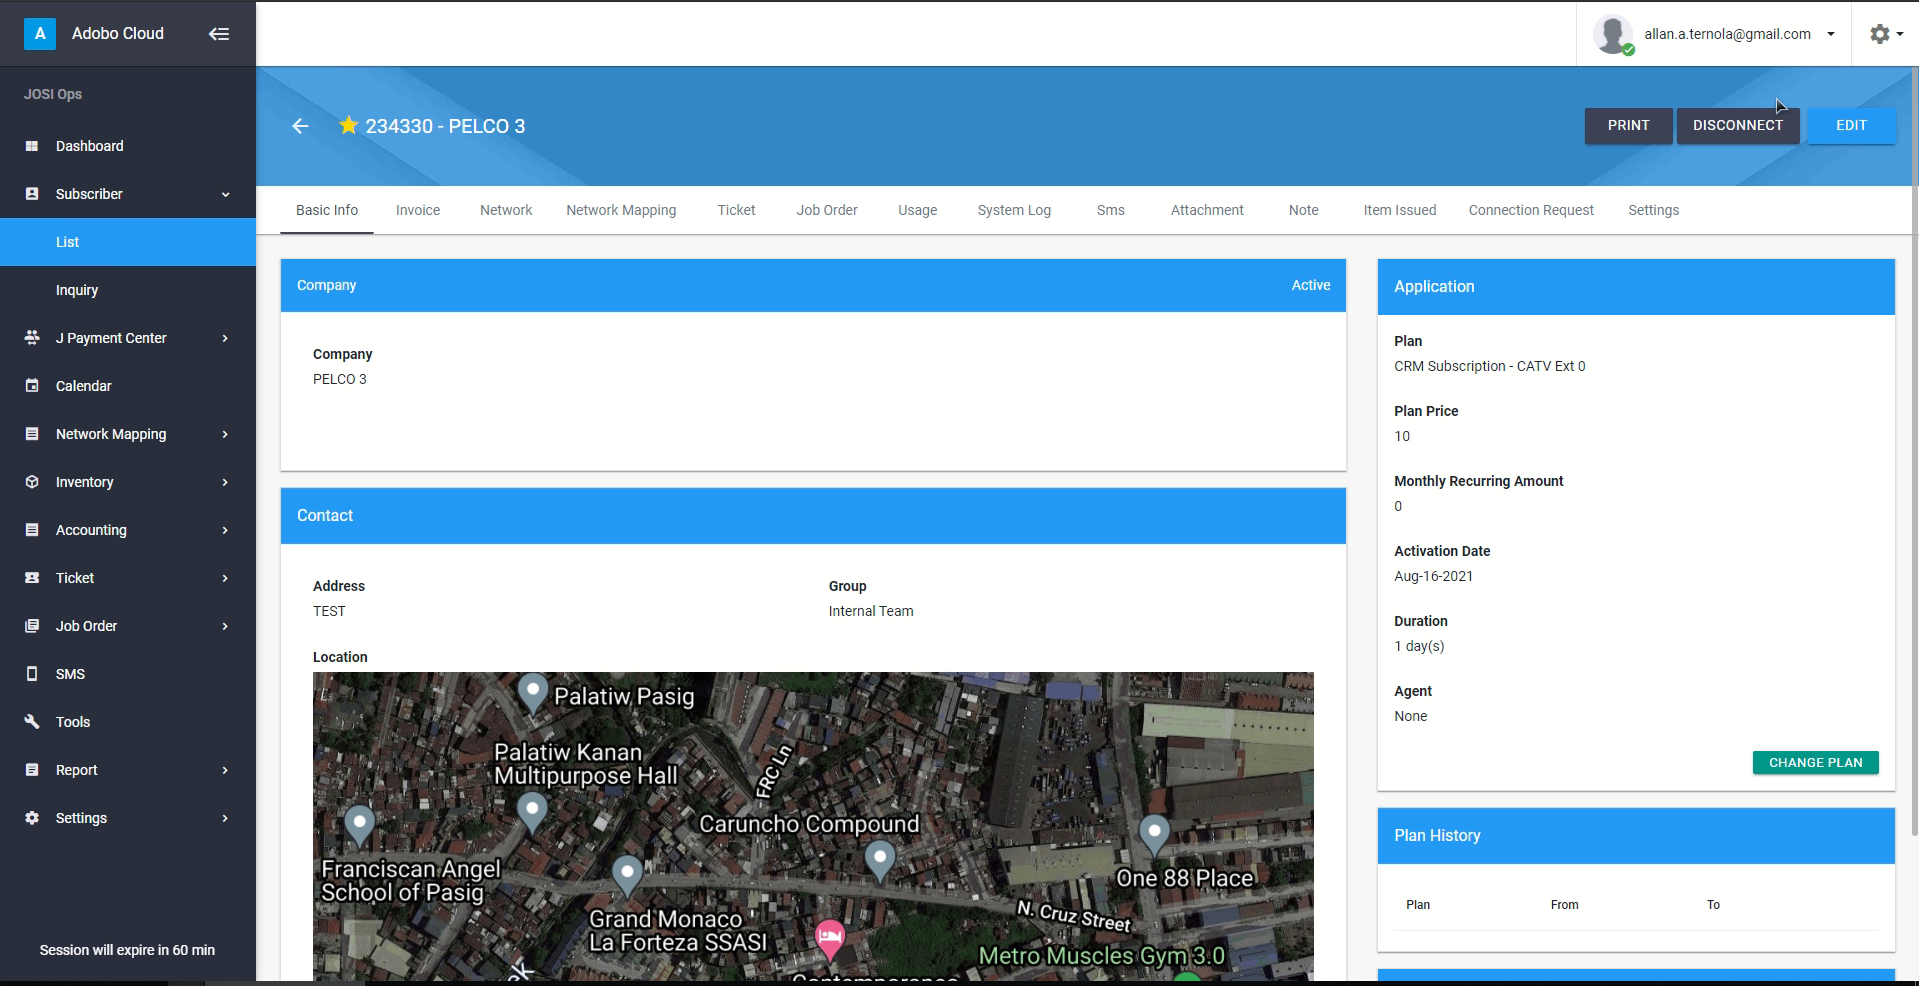 A
Adobo Cloud
allan.a.ternola@gmail.com
JOSI Ops
Dashboard
Subscriber
List
Inquiry
J Payment Center
Calendar
Network Mapping
Inventory
Accounting
Ticket
Job Order
SMS
Tools
Report
Settings
Session will expire in 60 min
234330 - PELCO 3
PRINT
DISCONNECT
EDIT
Basic Info
Invoice
Network
Network Mapping
Ticket
Job Order
Usage
System Log
Sms
Attachment
Note
Item Issued
Connection Request
Settings
Company
Active
Company
PELCO 3
Contact
Address
TEST
Group
Internal Team
Location
Palatiw Pasig
Palatiw Kanan
Multipurpose Hall
FRC Ln
Caruncho Compound
Franciscan Angel
School of Pasig
One 88 Place
Grand Monaco
La Forteza SSASI
N. Cruz Street
Metro Muscles Gym 3.0
Application
Plan
CRM Subscription - CATV Ext 0
Plan Price
10
Monthly Recurring Amount
0
Activation Date
Aug-16-2021
Duration
1 day(s)
Agent
None
CHANGE PLAN
Plan History
Plan
From
To